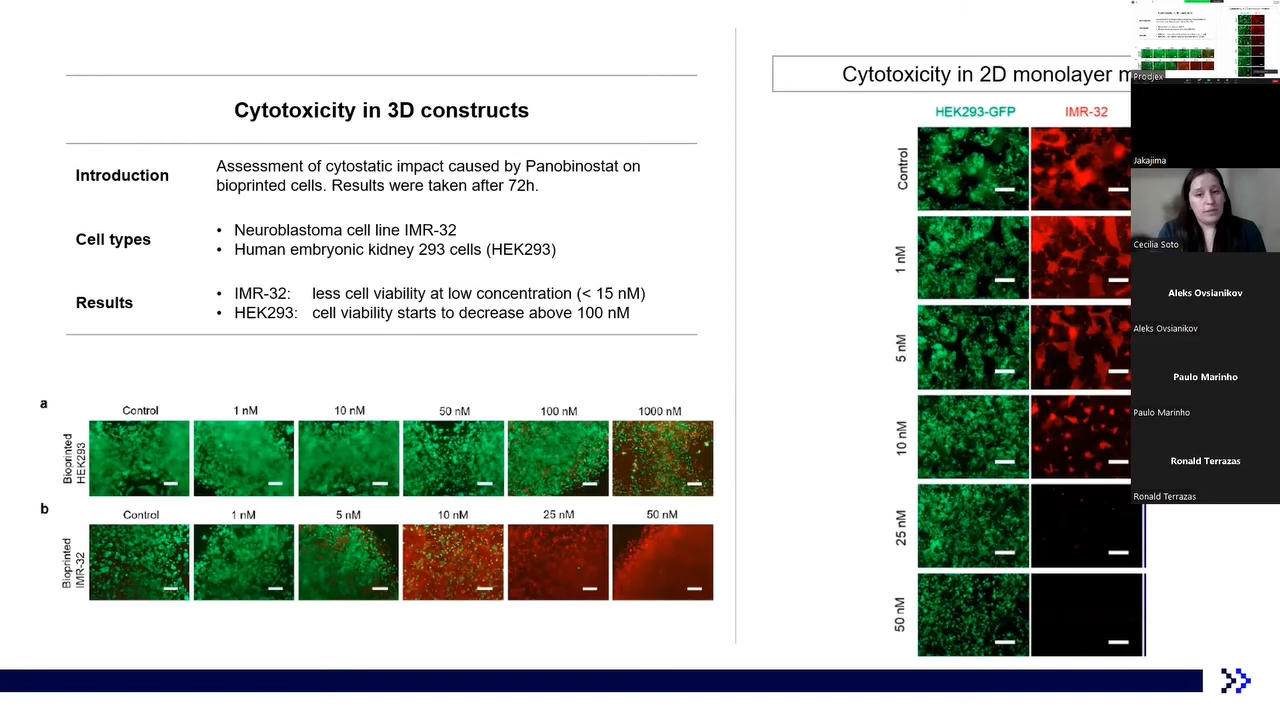 Cytotoxicity in 3D constructs
Introduction
Assessment of cytostatic impact caused by Panobinostat on
bioprinted cells. Results were taken after 72h.
Cell types
• Neuroblastoma cell line IMR-32
• Human embryonic kidney 293 cells (HEK293)
Results
• IMR-32: less cell viability at low concentration (< 15 nM)
• HEK293: cell viability starts to decrease above 100 nM
a
Control 1 nM 10 nM 50 nM 100 nM 1000 nM
Bioprinted
HEK293
b
Control 1 nM 5 nM 10 nM 25 nM 50 nM
Bioprinted
IMR-32
Cytotoxicity in 2D monolayer m
HEK293-GFP IMR-32
Control
1 nM
5 nM
10 nM
25 nM
50 nM
Prodjex
Jakajima
Cecilia Soto
Aleks Ovsianikov
Aleks Ovsianikov
Paulo Marinho
Paulo Marinho
Ronald Terrazas
Ronald Terrazas